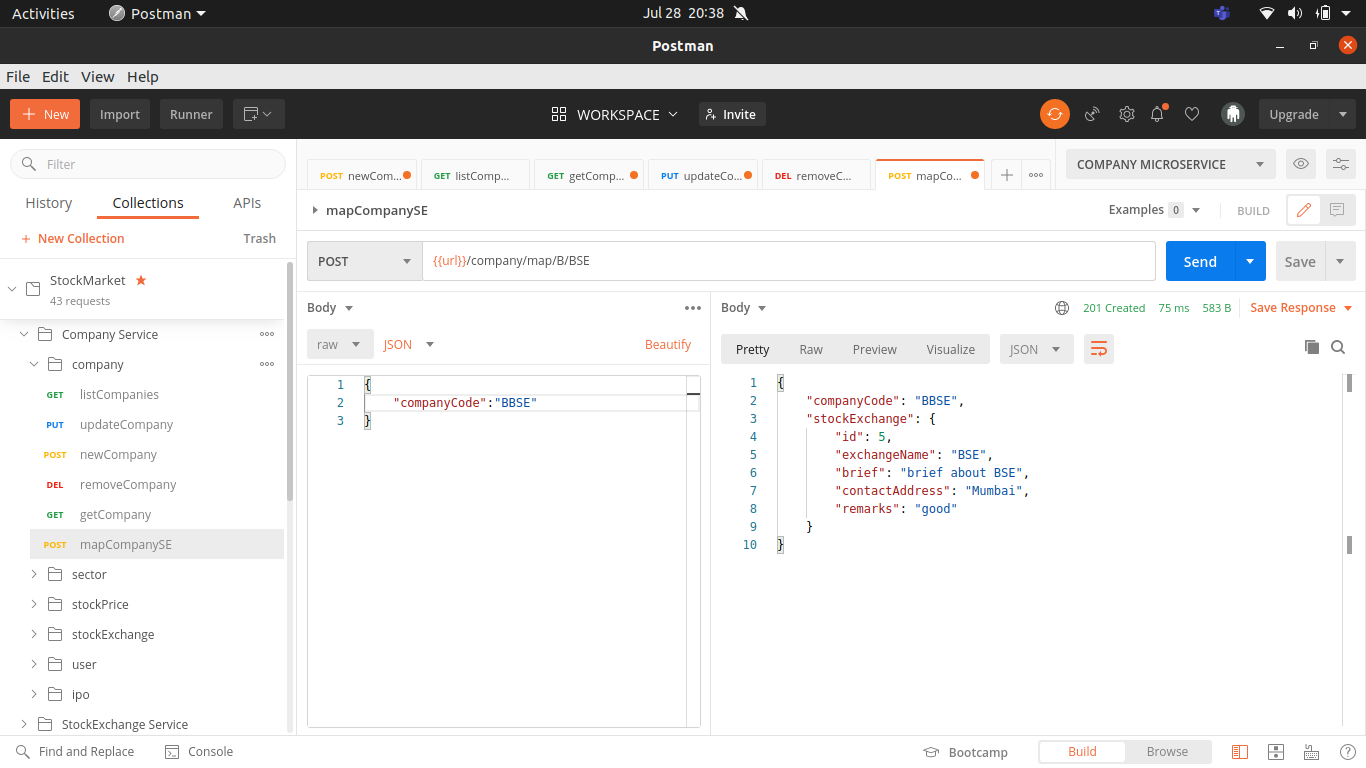 Activities Postman Jul 28 20:38
Postman
File Edit View Help
+ New Import Runner WORKSPACE Invite Upgrade
Filter
History Collections APIs
+ New Collection Trash
StockMarket
43 requests
Company Service
company
GET listCompanies
PUT updateCompany
POST newCompany
DEL removeCompany
GET getCompany
POST mapCompanySE
sector
stockPrice
stockExchange
user
ipo
StockExchange Service
POST newCom... GET listComp... GET getComp... PUT updateCo... DEL removeC... POST mapCo... + ooo COMPANY MICROSERVICE
mapCompanySE Examples 0 BUILD
POST {{url}}/company/map/B/BSE Send Save
Body
raw JSON Beautify
1 {
2 "companyCode":"BBSE"
3 }
Body 201 Created 75 ms 583 B Save Response
Pretty Raw Preview Visualize JSON
1 {
2 "companyCode": "BBSE",
3 "stockExchange": {
4 "id": 5,
5 "exchangeName": "BSE",
6 "brief": "brief about BSE",
7 "contactAddress": "Mumbai",
8 "remarks": "good"
9 }
10 }
Find and Replace Console Bootcamp Build Browse ?